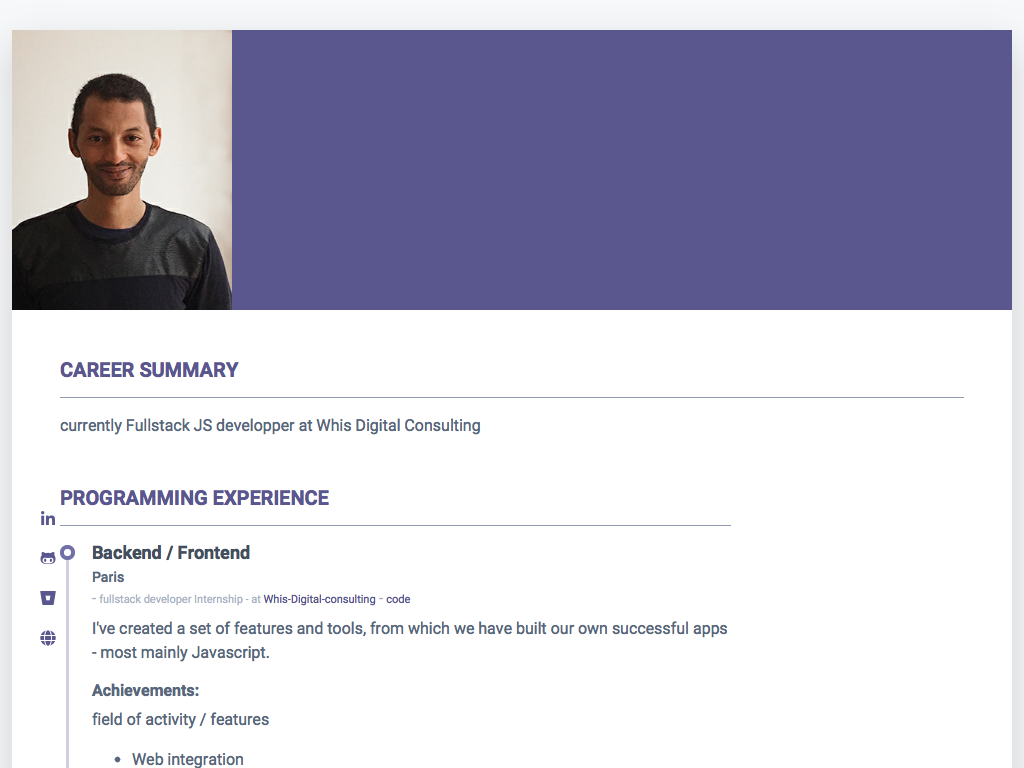 CAREER SUMMARY
currently Fullstack JS developper at Whis Digital Consulting
PROGRAMMING EXPERIENCE
in
Backend / Frontend
Paris
- fullstack developer Internship - at Whis-Digital-consulting - code
I've created a set of features and tools, from which we have built our own successful apps
- most mainly Javascript.
Achievements:
field of activity / features
• Web integration